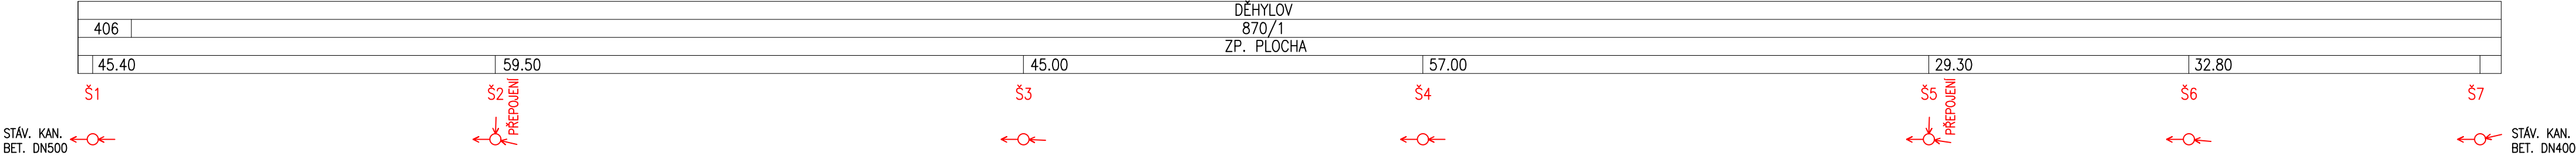 DĚHYLOV
406 870/1
ZP. PLOCHA
45.40 59.50 45.00 57.00 29.30 32.80
Š1 Š2 Š3 Š4 Š5 Š6 Š7
PŘEPOJENÍ PŘEPOJENÍ
STÁV. KAN. STÁV. KAN.
BET. DN500 BET. DN400